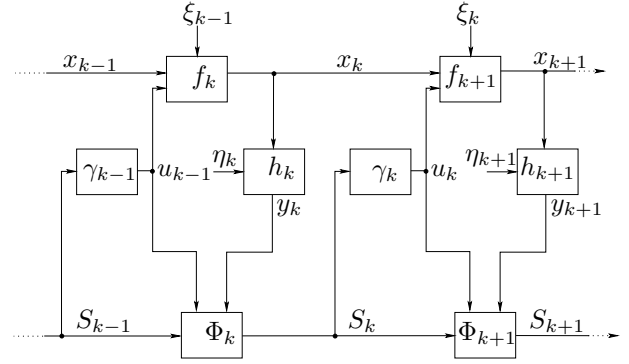 ξ_{k−1} ξ_k
x_{k−1} f_k x_k f_{k+1} x_{k+1}
γ_{k−1} u_{k−1} η_k h_k γ_k u_k η_{k+1} h_{k+1}
y_k y_{k+1}
S_{k−1} Φ_k S_k Φ_{k+1} S_{k+1}